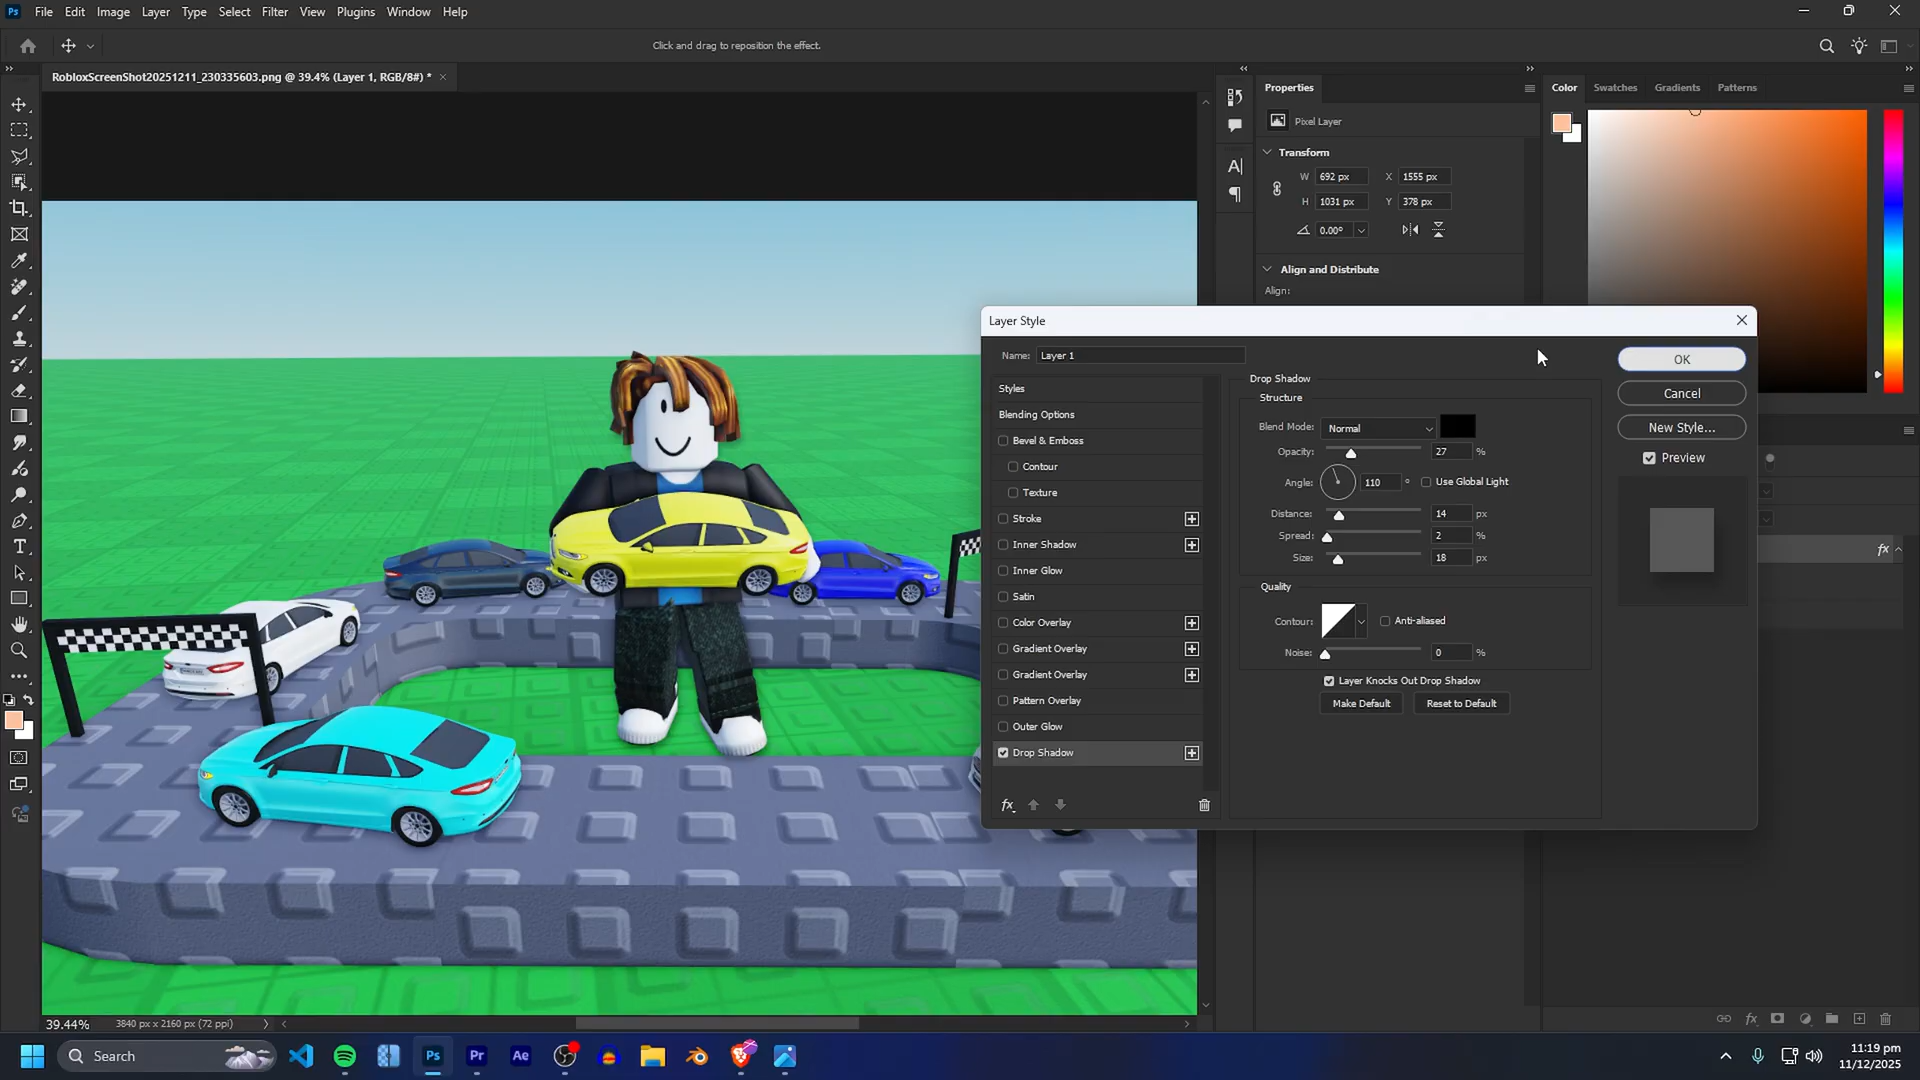 Ps File Edit Image Layer Type Select Filter View Plugins Window Help
Click and drag to reposition the effect.
RobloxScreenShot20251211_230335603.png @ 39.4% (Layer 1, RGB/8#) *
Properties
Color Swatches Gradients Patterns
Pixel Layer
Transform
W 692 px X 1555 px
H 1031 px Y 378 px
0.00°
Align and Distribute
Align:
Layer Style
Name: Layer 1
OK
Cancel
New Style...
Preview
Styles
Blending Options
Bevel & Emboss
Contour
Texture
Stroke
Inner Shadow
Inner Glow
Satin
Color Overlay
Gradient Overlay
Gradient Overlay
Pattern Overlay
Outer Glow
Drop Shadow
fx
Drop Shadow
Structure
Blend Mode: Normal
Opacity: 27 %
Angle: 110 ° Use Global Light
Distance: 14 px
Spread: 2 %
Size: 18 px
Quality
Contour: Anti-aliased
Noise: 0 %
Layer Knocks Out Drop Shadow
Make Default Reset to Default
fx
39.44% 3840 px x 2160 px (72 ppi)
fx
Search
Ps Pr Ae
11:19 pm
11/12/2025